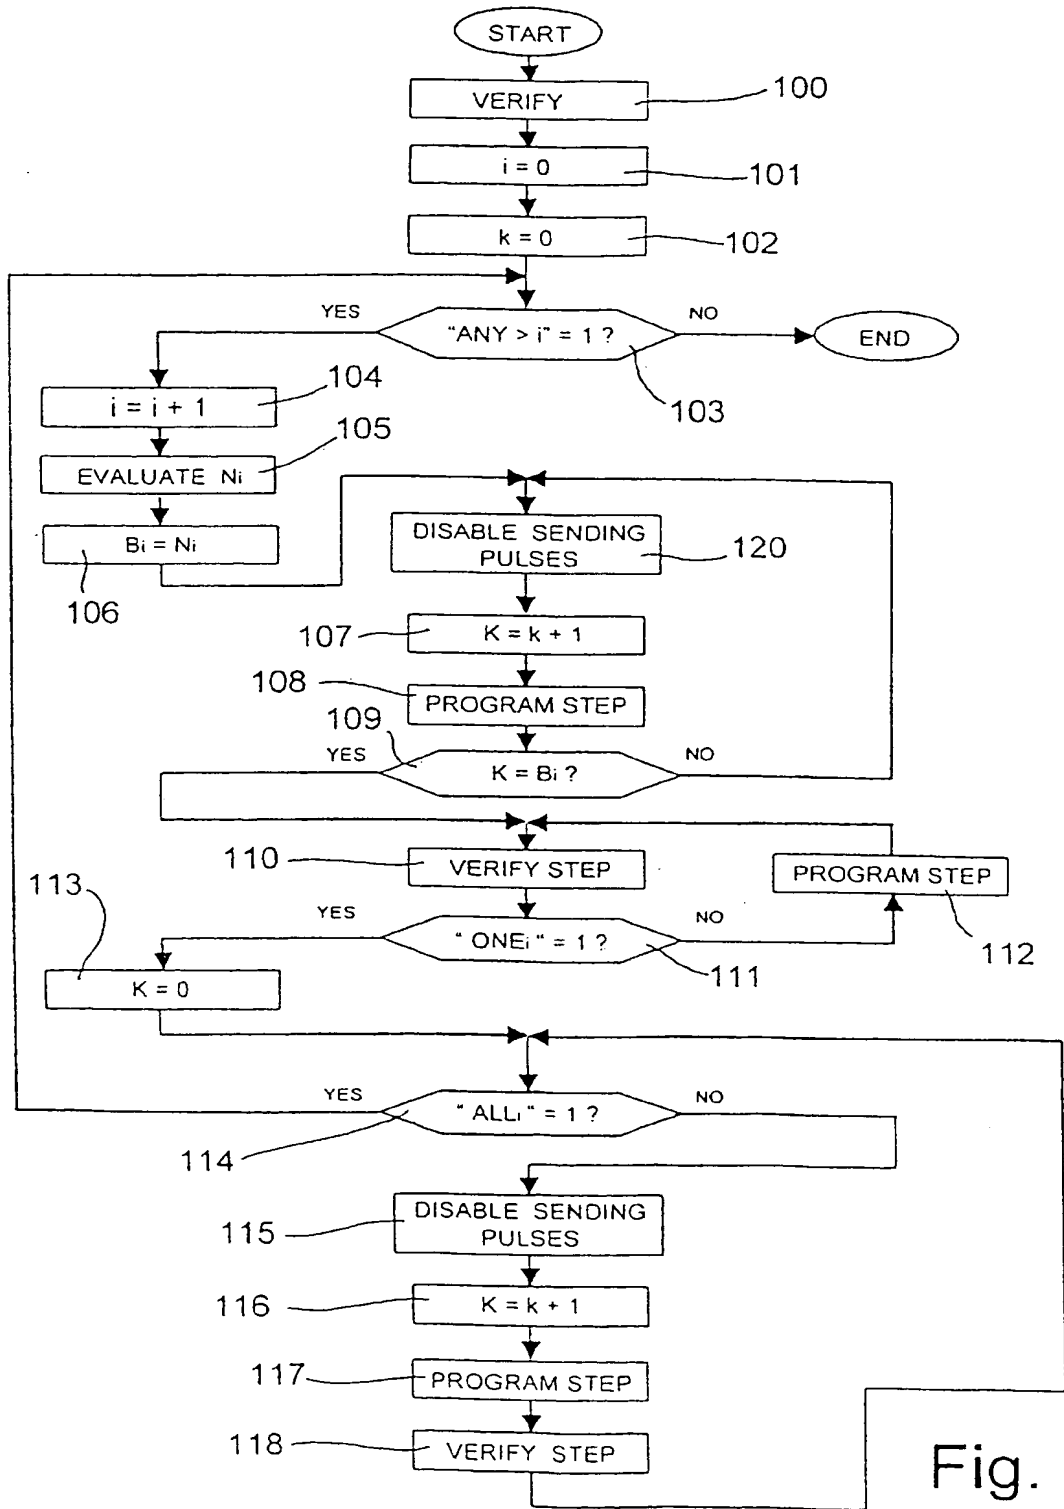 START
VERIFY
100
i = 0
101
k = 0
102
YES
"ANY > i" = 1 ?
NO
END
103
i = i + 1
104
EVALUATE Ni
105
Bi = Ni
106
DISABLE SENDING
PULSES
120
107
K = k + 1
108
PROGRAM STEP
109
YES
K = Bi ?
NO
110
VERIFY STEP
PROGRAM STEP
112
113
YES
" ONEi " = 1 ?
NO
111
K = 0
YES
" ALLi " = 1 ?
NO
114
115
DISABLE SENDING
PULSES
116
K = k + 1
117
PROGRAM STEP
118
VERIFY STEP
Fig.